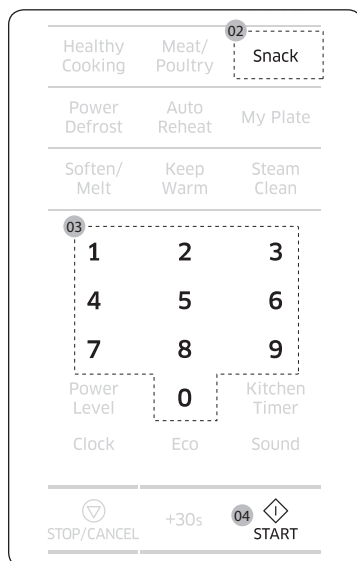 02
Healthy Cooking
Meat/ Poultry
Snack
Power Defrost
Auto Reheat
My Plate
Soften/ Melt
Keep Warm
Steam Clean
03
1 2 3
4 5 6
7 8 9
Power Level
0
Kitchen Timer
Clock Eco Sound
STOP/CANCEL
+30s
04
START